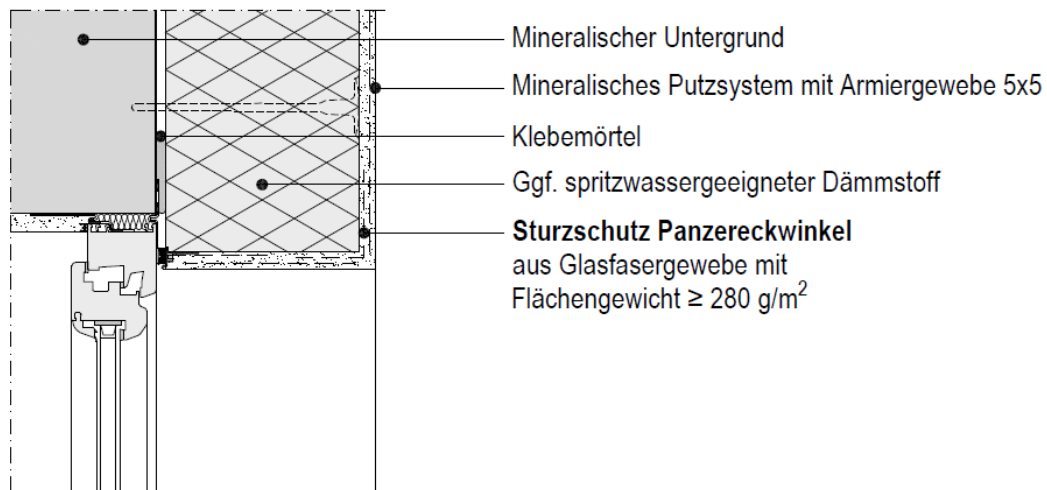 Mineralischer Untergrund
Mineralisches Putzsystem mit Armiergewebe 5x5
Klebemörtel
Ggf. spritzwassergeeigneter Dämmstoff
Sturzschutz Panzereckwinkel
aus Glasfasergewebe mit
Flächengewicht ≥ 280 g/m²